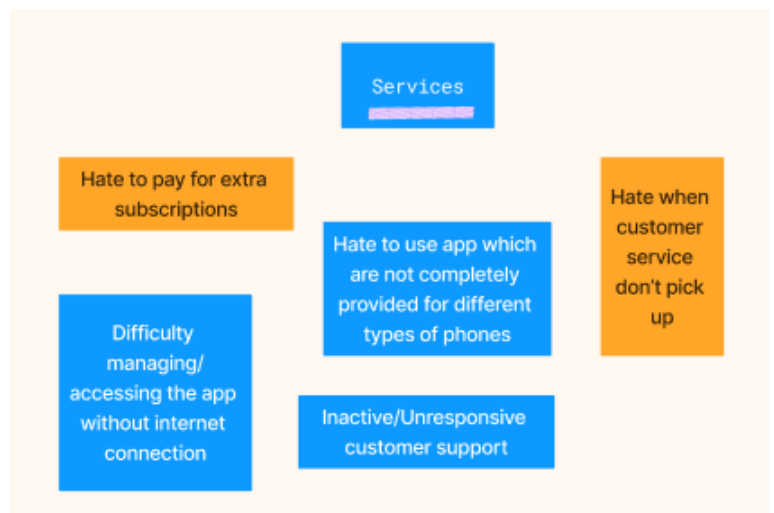 Services
Hate to pay for extra
subscriptions
Hate to use app which
are not completely
provided for different
types of phones
Hate when
customer
service
don't pick
up
Difficulty
managing/
accessing the app
without internet
connection
Inactive/Unresponsive
customer support